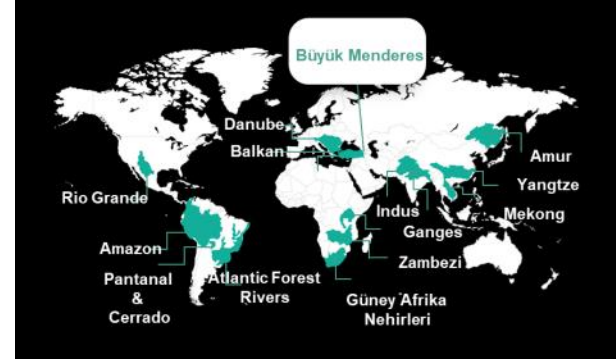 Büyük Menderes
Danube
Balkan
Amur
Yangtze
Rio Grande
Indus
Mekong
Ganges
Amazon
Zambezi
Pantanal
&
Cerrado
Atlantic Forest
Rivers
Güney Afrika
Nehirleri